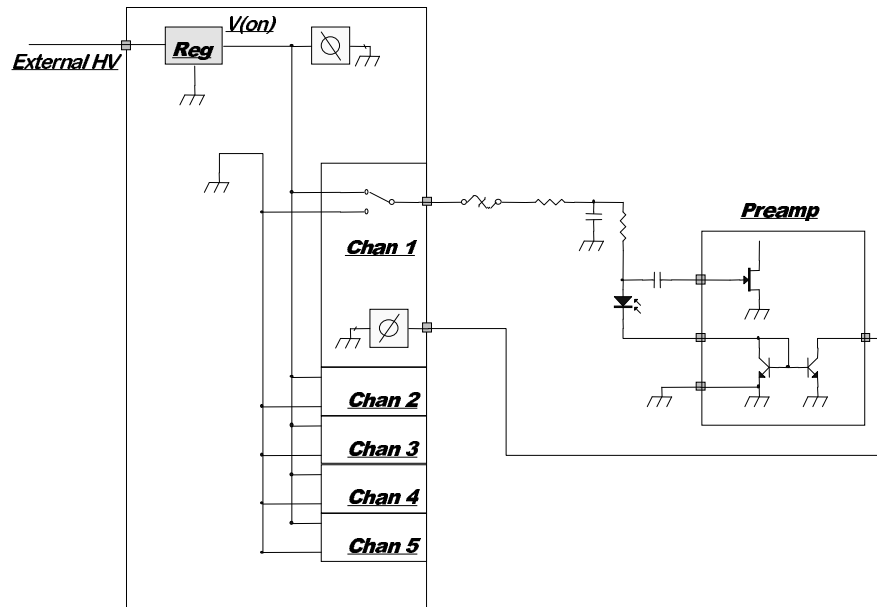 V(on)
Reg
External HV
Preamp
Chan 1
Chan 2
Chan 3
Chan 4
Chan 5